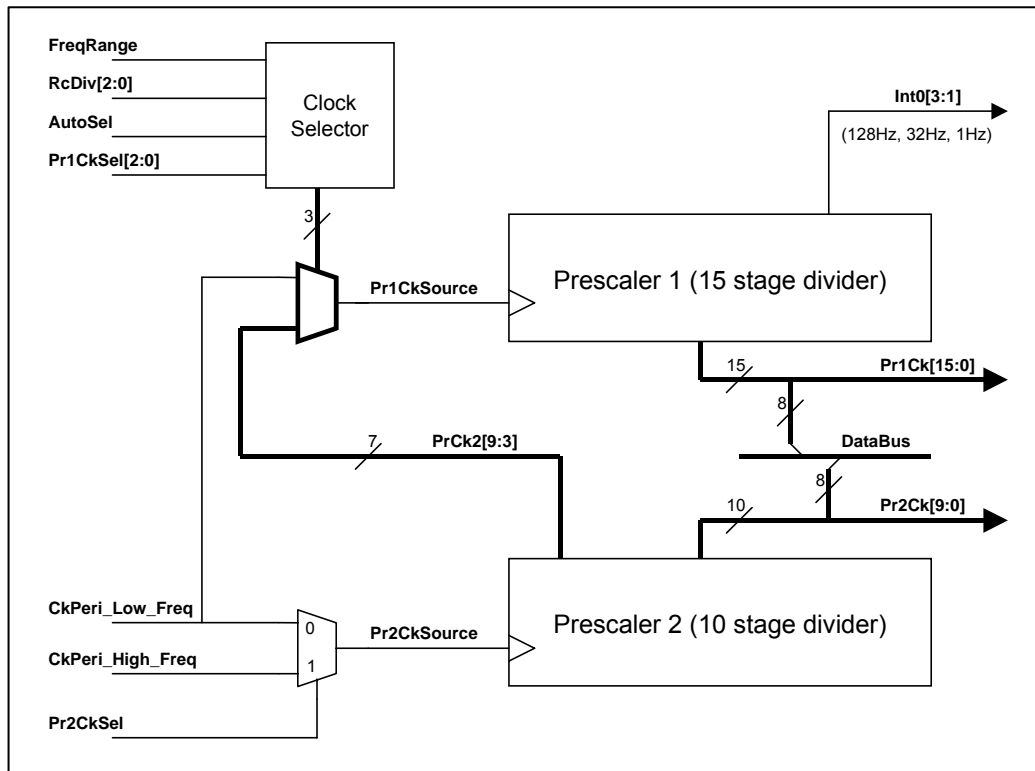 FreqRange
RcDiv[2:0]
AutoSel
Pr1CkSel[2:0]
Clock
Selector
Int0[3:1]
(128Hz, 32Hz, 1Hz)
3
Pr1CkSource
Prescaler 1 (15 stage divider)
15
Pr1Ck[15:0]
8
7
PrCk2[9:3]
DataBus
8
10
Pr2Ck[9:0]
CkPeri_Low_Freq
0
Pr2CkSource
Prescaler 2 (10 stage divider)
CkPeri_High_Freq
1
Pr2CkSel